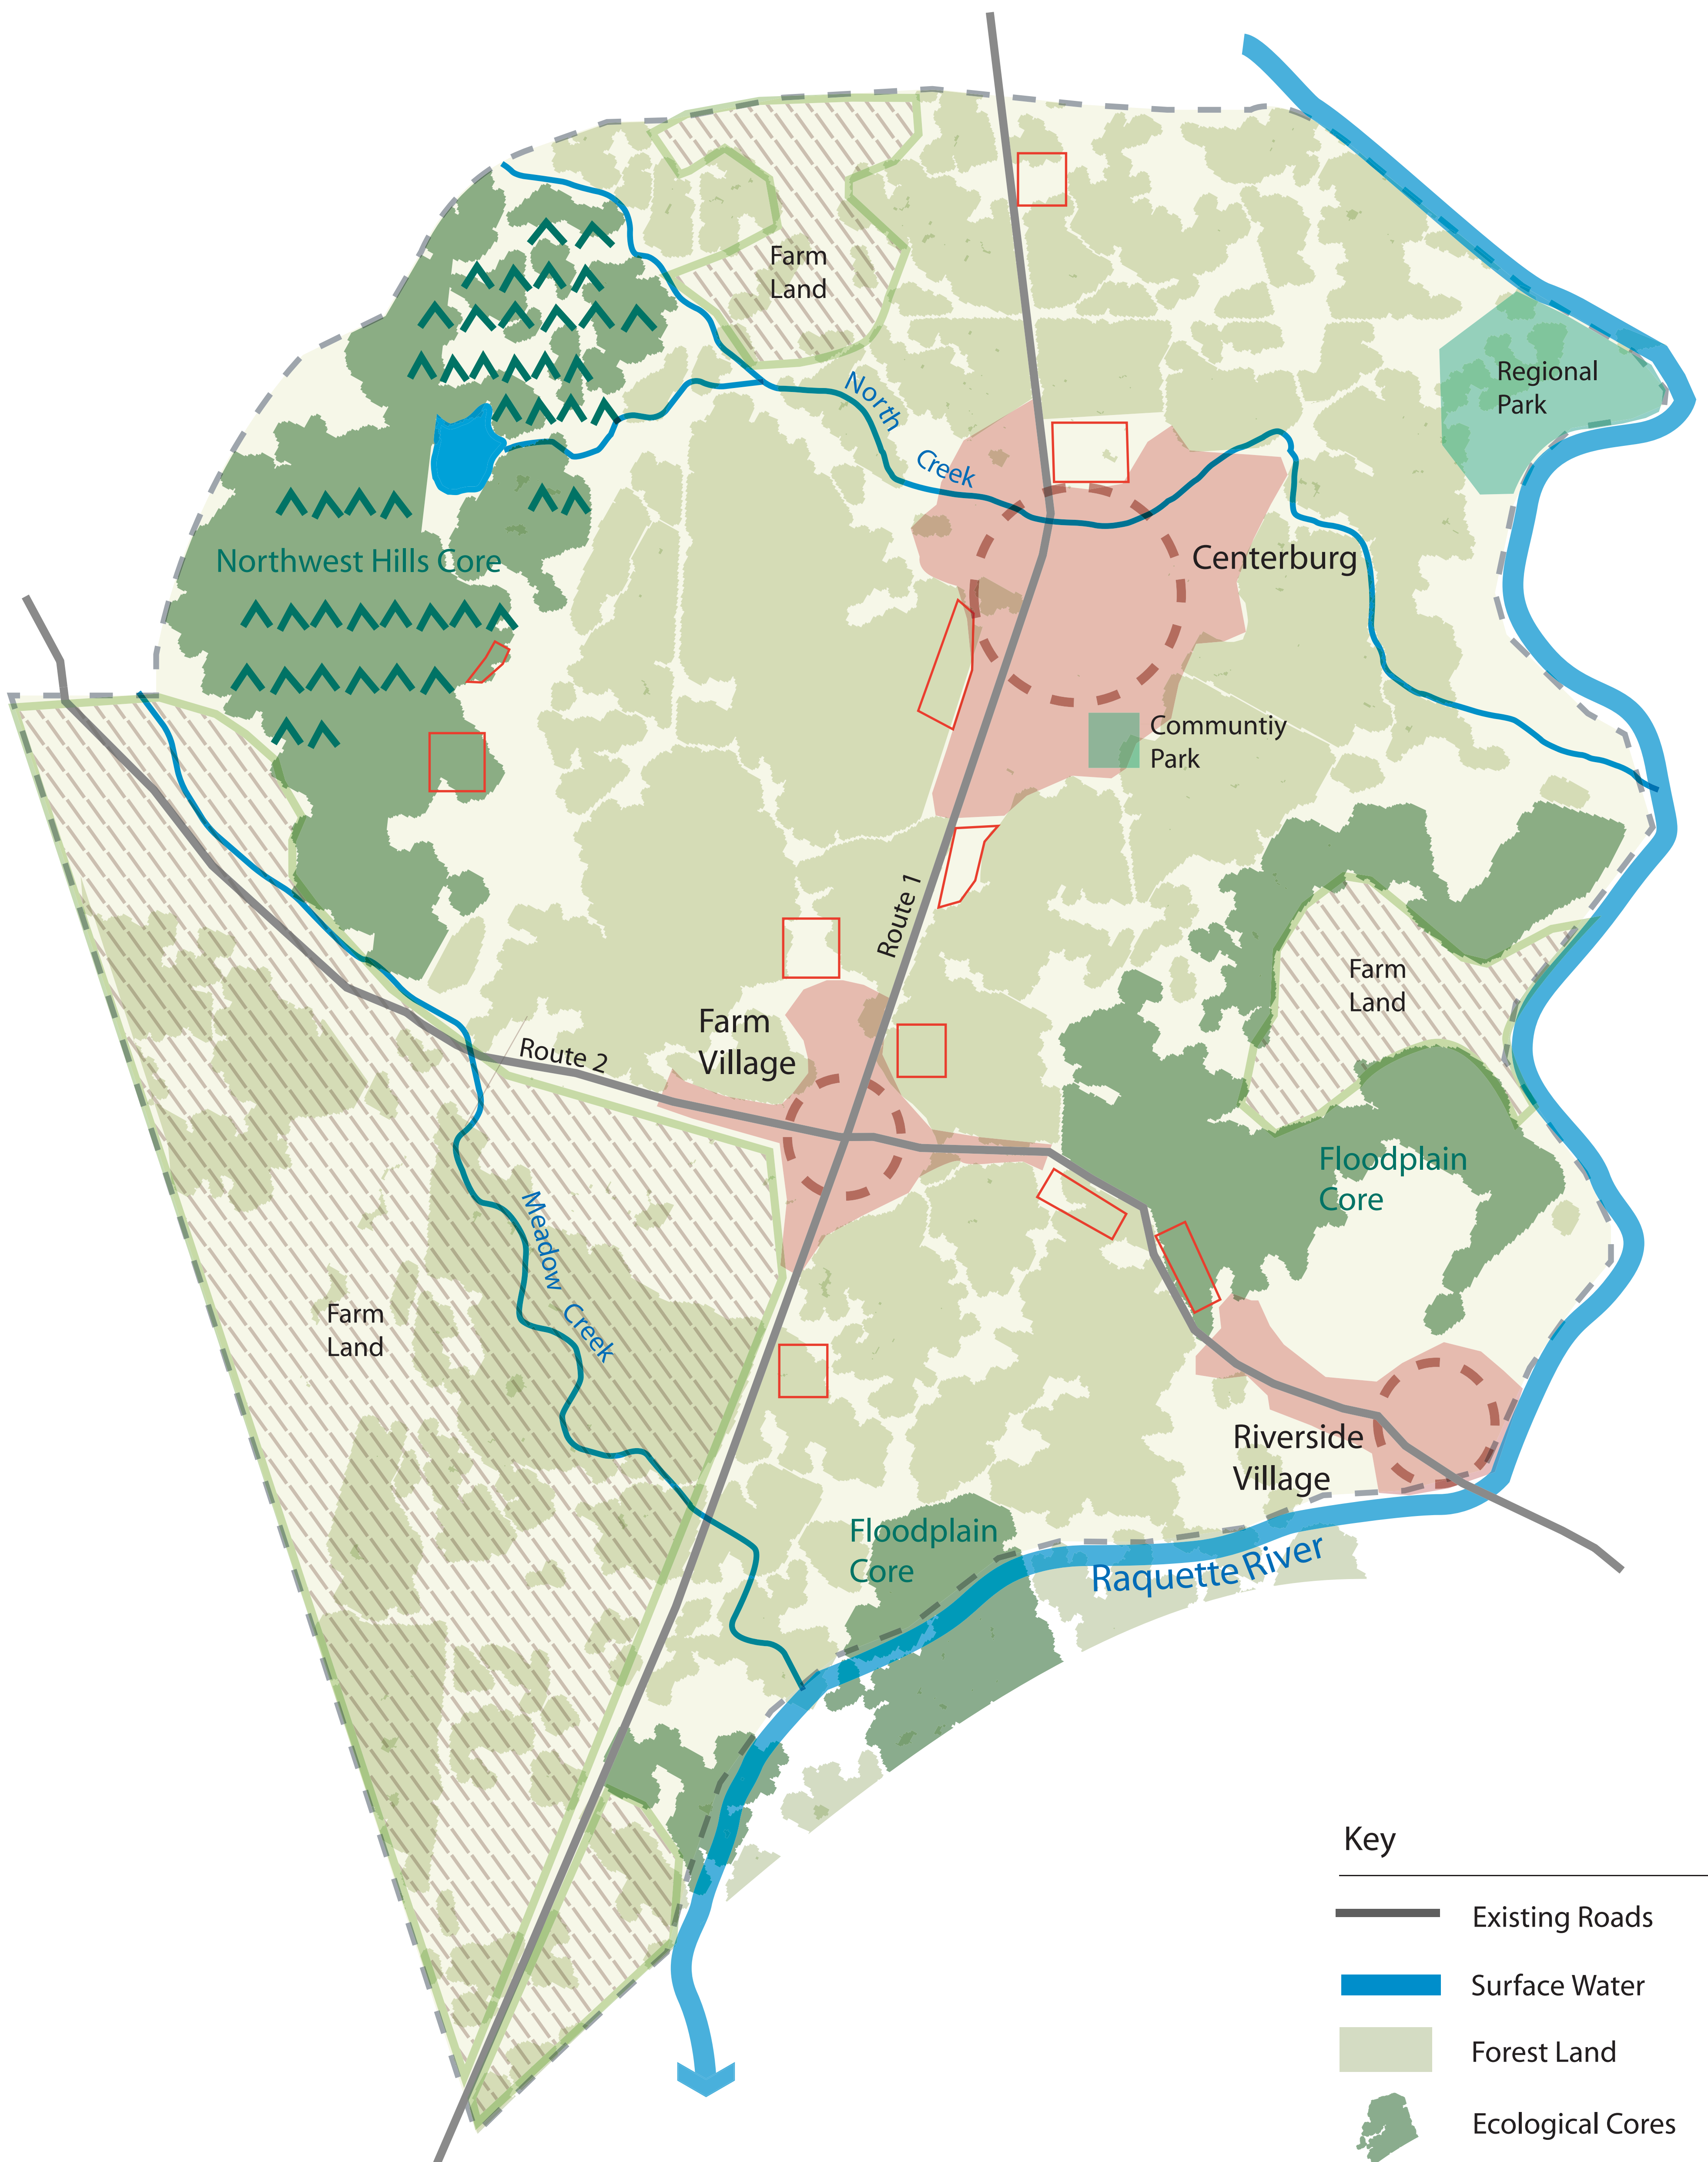 Farm
Land
Regional
Park
North
Creek
Northwest Hills Core
Centerburg
Communtiy
Park
Route 1
Farm
Land
Farm
Village
Route 2
Floodplain
Core
Meadow
Creek
Farm
Land
Riverside
Village
Floodplain
Core
Raquette River
Key
Existing Roads
Surface Water
Forest Land
Ecological Cores